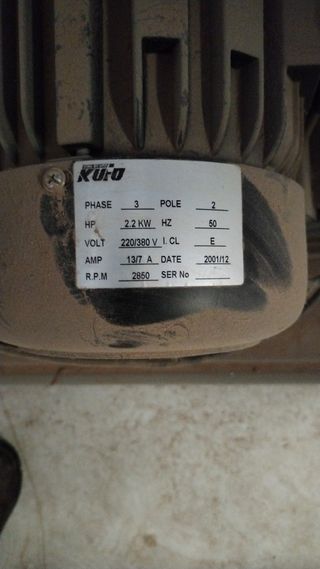 KUFO
PHASE 3 POLE 2
HP 2.2 KW HZ 50
VOLT 220/380 V I. CL E
AMP 13/7 A DATE 2001/12
R.P.M 2850 SER No